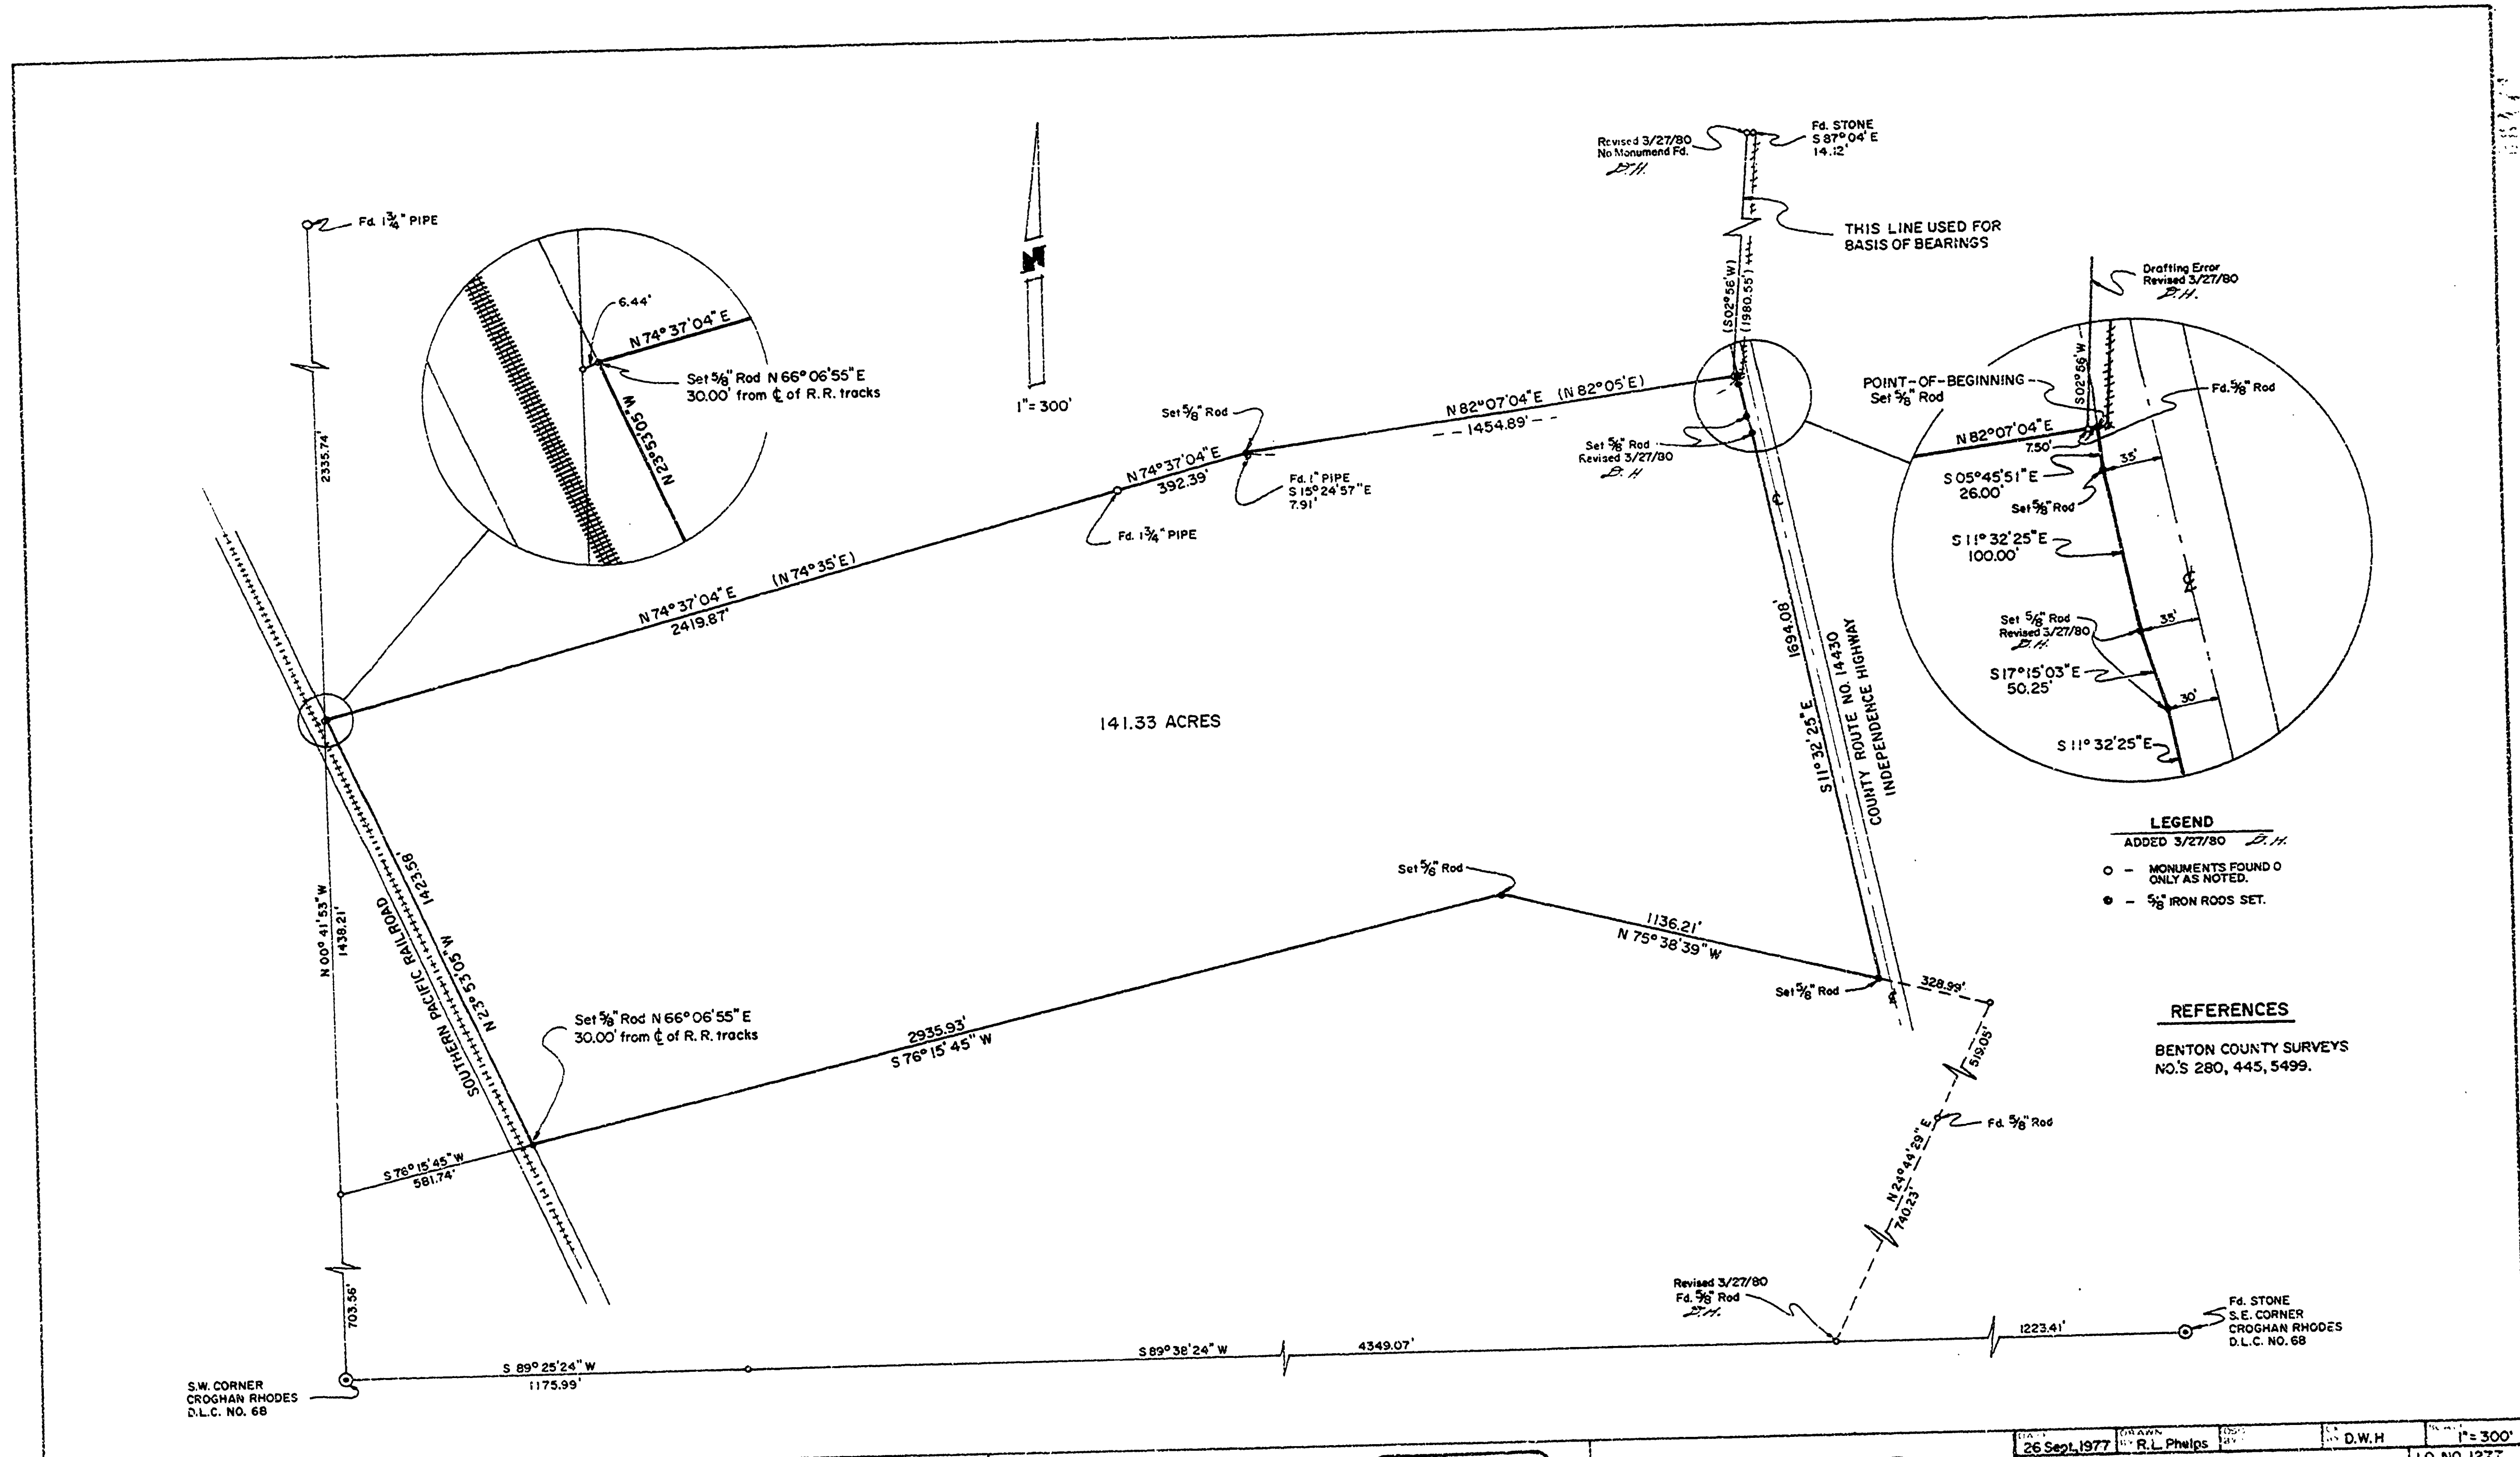 Fd. 1 3/4" PIPE
2335.74'
6.44'
N 74° 37' 04" E
Set 5/8" Rod N 66° 06' 55" E
30.00' from ℄ of R.R. tracks
N 23° 53' 05" W
N
1" = 300'
Revised 3/27/80
No Monumend Fd.
D.H.
Fd. STONE
S 87° 04' E
14.12'
THIS LINE USED FOR
BASIS OF BEARINGS
(S 02° 56' W)
(1980.55')
Drafting Error
Revised 3/27/80
D.H.
POINT-OF-BEGINNING
Set 5/8" Rod
S 02° 56' W
Fd. 5/8" Rod
N 82° 07' 04" E
7.50'
35'
S 05° 45' 51" E
26.00'
Set 5/8" Rod
S 11° 32' 25" E
100.00'
℄
Set 5/8" Rod
Revised 3/27/80
D.H.
35'
S 17° 15' 03" E
50.25'
30'
S 11° 32' 25" E
Set 5/8" Rod
N 82° 07' 04" E (N 82° 05' E)
1454.89'
Set 5/8" Rod
Revised 3/27/80
D.H
N 74° 37' 04" E
392.39'
Fd. 1" PIPE
S 15° 24' 57" E
7.91'
Fd. 1 3/4" PIPE
℄
(N 74° 35' E)
N 74° 37' 04" E
2419.87'
1694.08'
S 11° 32' 25" E
COUNTY ROUTE NO. 14430
INDEPENDENCE HIGHWAY
141.33 ACRES
LEGEND
ADDED 3/27/80 D.H.
O - MONUMENTS FOUND O
ONLY AS NOTED.
● - 5/8" IRON RODS SET.
Set 5/8" Rod
1136.21'
N 75° 38' 39" W
Set 5/8" Rod
℄
328.99'
N 00° 41' 53" W
1438.21'
1423.58'
N 23° 53' 05" W
SOUTHERN PACIFIC RAILROAD
Set 5/8" Rod N 66° 06' 55" E
30.00' from ℄ of R.R. tracks
2935.93'
S 76° 15' 45" W
519.05'
REFERENCES
BENTON COUNTY SURVEYS
NO.'S 280, 445, 5499.
Fd. 5/8" Rod
N 24° 44' 29" E
740.23'
S 76° 15' 45" W
581.74'
703.56'
Revised 3/27/80
Fd. 5/8" Rod
D.H.
Fd. STONE
S.E. CORNER
CROGHAN RHODES
D.L.C. NO. 68
1223.41'
S 89° 38' 24" W
4349.07'
S 89° 25' 24" W
1175.99'
S.W. CORNER
CROGHAN RHODES
D.L.C. NO. 68
26 Sept, 1977
DRAWN BY R.L. Phelps
D.W.H
1" = 300'